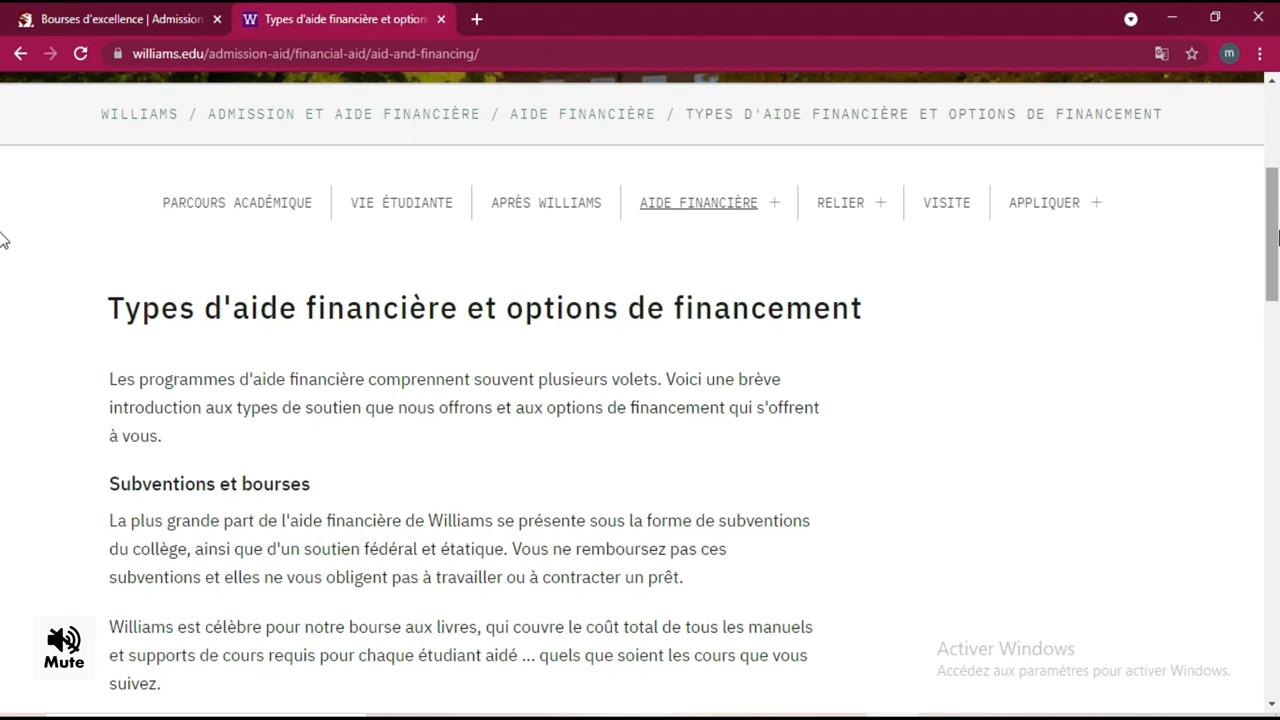 Bourses d'excellence | Admission
Types d'aide financière et option
williams.edu/admission-aid/financial-aid/aid-and-financing/
m
WILLIAMS / ADMISSION ET AIDE FINANCIÈRE / AIDE FINANCIÈRE / TYPES D'AIDE FINANCIÈRE ET OPTIONS DE FINANCEMENT
PARCOURS ACADÉMIQUE VIE ÉTUDIANTE APRÈS WILLIAMS AIDE FINANCIÈRE + RELIER + VISITE APPLIQUER +
Types d'aide financière et options de financement
Les programmes d'aide financière comprennent souvent plusieurs volets. Voici une brève
introduction aux types de soutien que nous offrons et aux options de financement qui s'offrent
à vous.
Subventions et bourses
La plus grande part de l'aide financière de Williams se présente sous la forme de subventions
du collège, ainsi que d'un soutien fédéral et étatique. Vous ne remboursez pas ces
subventions et elles ne vous obligent pas à travailler ou à contracter un prêt.
Williams est célèbre pour notre bourse aux livres, qui couvre le coût total de tous les manuels
et supports de cours requis pour chaque étudiant aidé ... quels que soient les cours que vous
suivez.
Mute
Activer Windows
Accédez aux paramètres pour activer Windows.